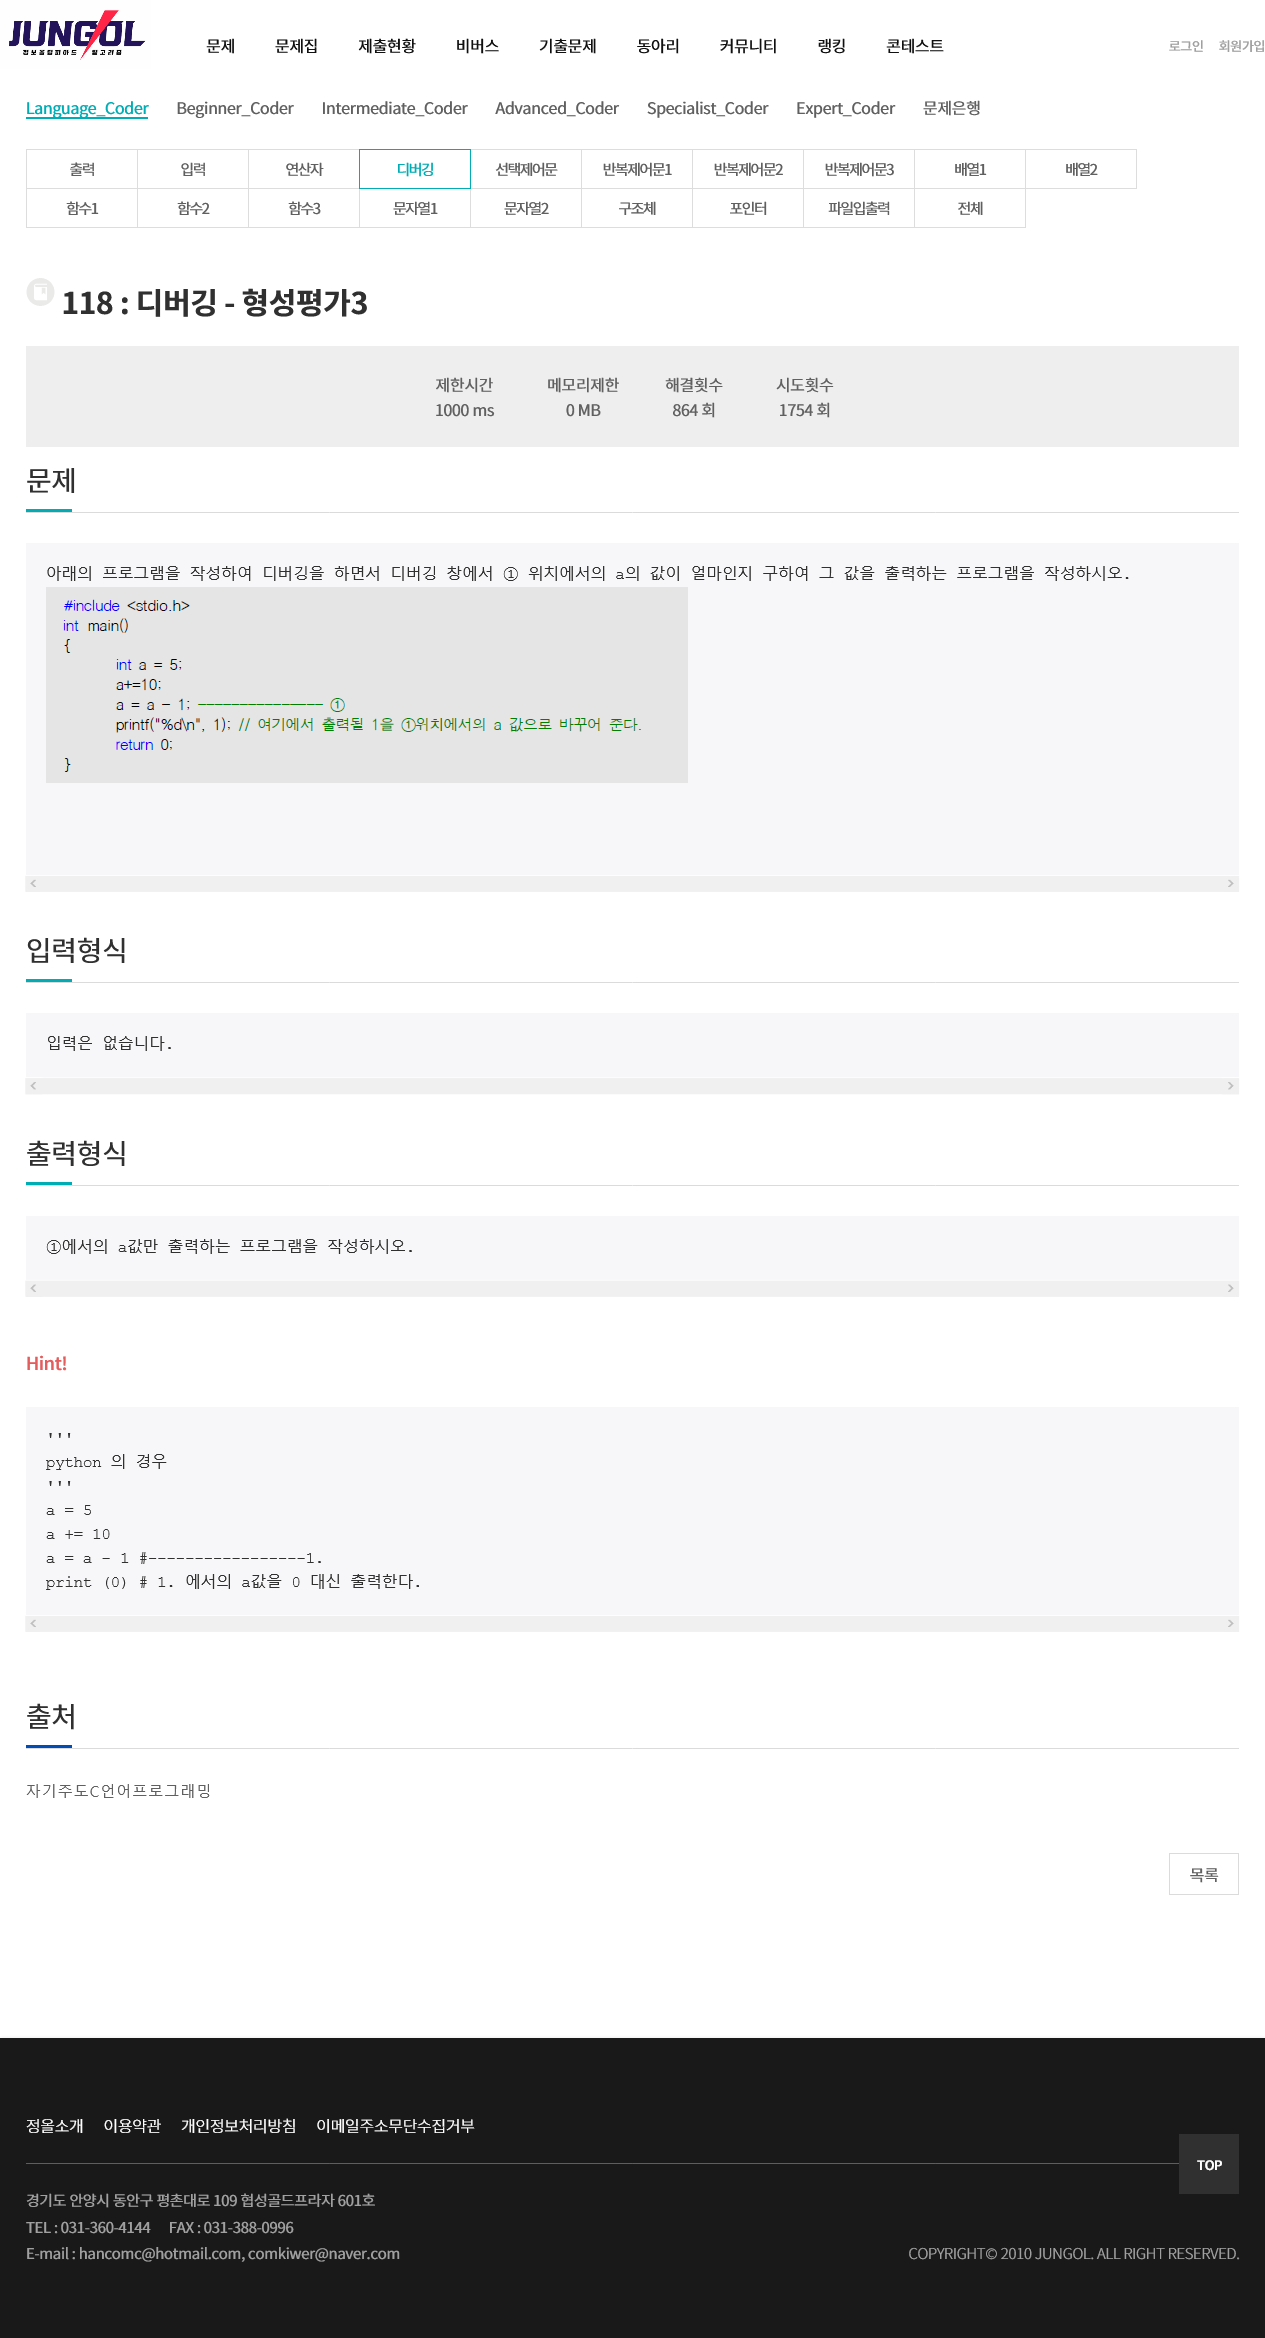 JUNGOL
정보올림피아드 알고리즘
문제 문제집 제출현황 비버스 기출문제 동아리 커뮤니티 랭킹 콘테스트 로그인 회원가입
Language_Coder Beginner_Coder Intermediate_Coder Advanced_Coder Specialist_Coder Expert_Coder 문제은행
출력 입력 연산자 디버깅 선택제어문 반복제어문1 반복제어문2 반복제어문3 배열1 배열2
함수1 함수2 함수3 문자열1 문자열2 구조체 포인터 파일입출력 전체
118 : 디버깅 - 형성평가3
제한시간 메모리제한 해결횟수 시도횟수
1000 ms 0 MB 864 회 1754 회
문제
아래의 프로그램을 작성하여 디버깅을 하면서 디버깅 창에서 ① 위치에서의 a의 값이 얼마인지 구하여 그 값을 출력하는 프로그램을 작성하시오.
#include <stdio.h>
int main()
{
int a = 5;
a+=10;
a = a - 1; --------------- ①
printf("%d\n", 1); // 여기에서 출력될 1을 ①위치에서의 a 값으로 바꾸어 준다.
return 0;
}
입력형식
입력은 없습니다.
출력형식
①에서의 a값만 출력하는 프로그램을 작성하시오.
Hint!
'''
python 의 경우
'''
a = 5
a += 10
a = a - 1 #-----------------1.
print (0) # 1. 에서의 a값을 0 대신 출력한다.
출처
자기주도C언어프로그래밍
목록
정올소개 이용약관 개인정보처리방침 이메일주소무단수집거부
TOP
경기도 안양시 동안구 평촌대로 109 협성골드프라자 601호
TEL : 031-360-4144 FAX : 031-388-0996
E-mail : hancomc@hotmail.com, comkiwer@naver.com COPYRIGHT© 2010 JUNGOL. ALL RIGHT RESERVED.